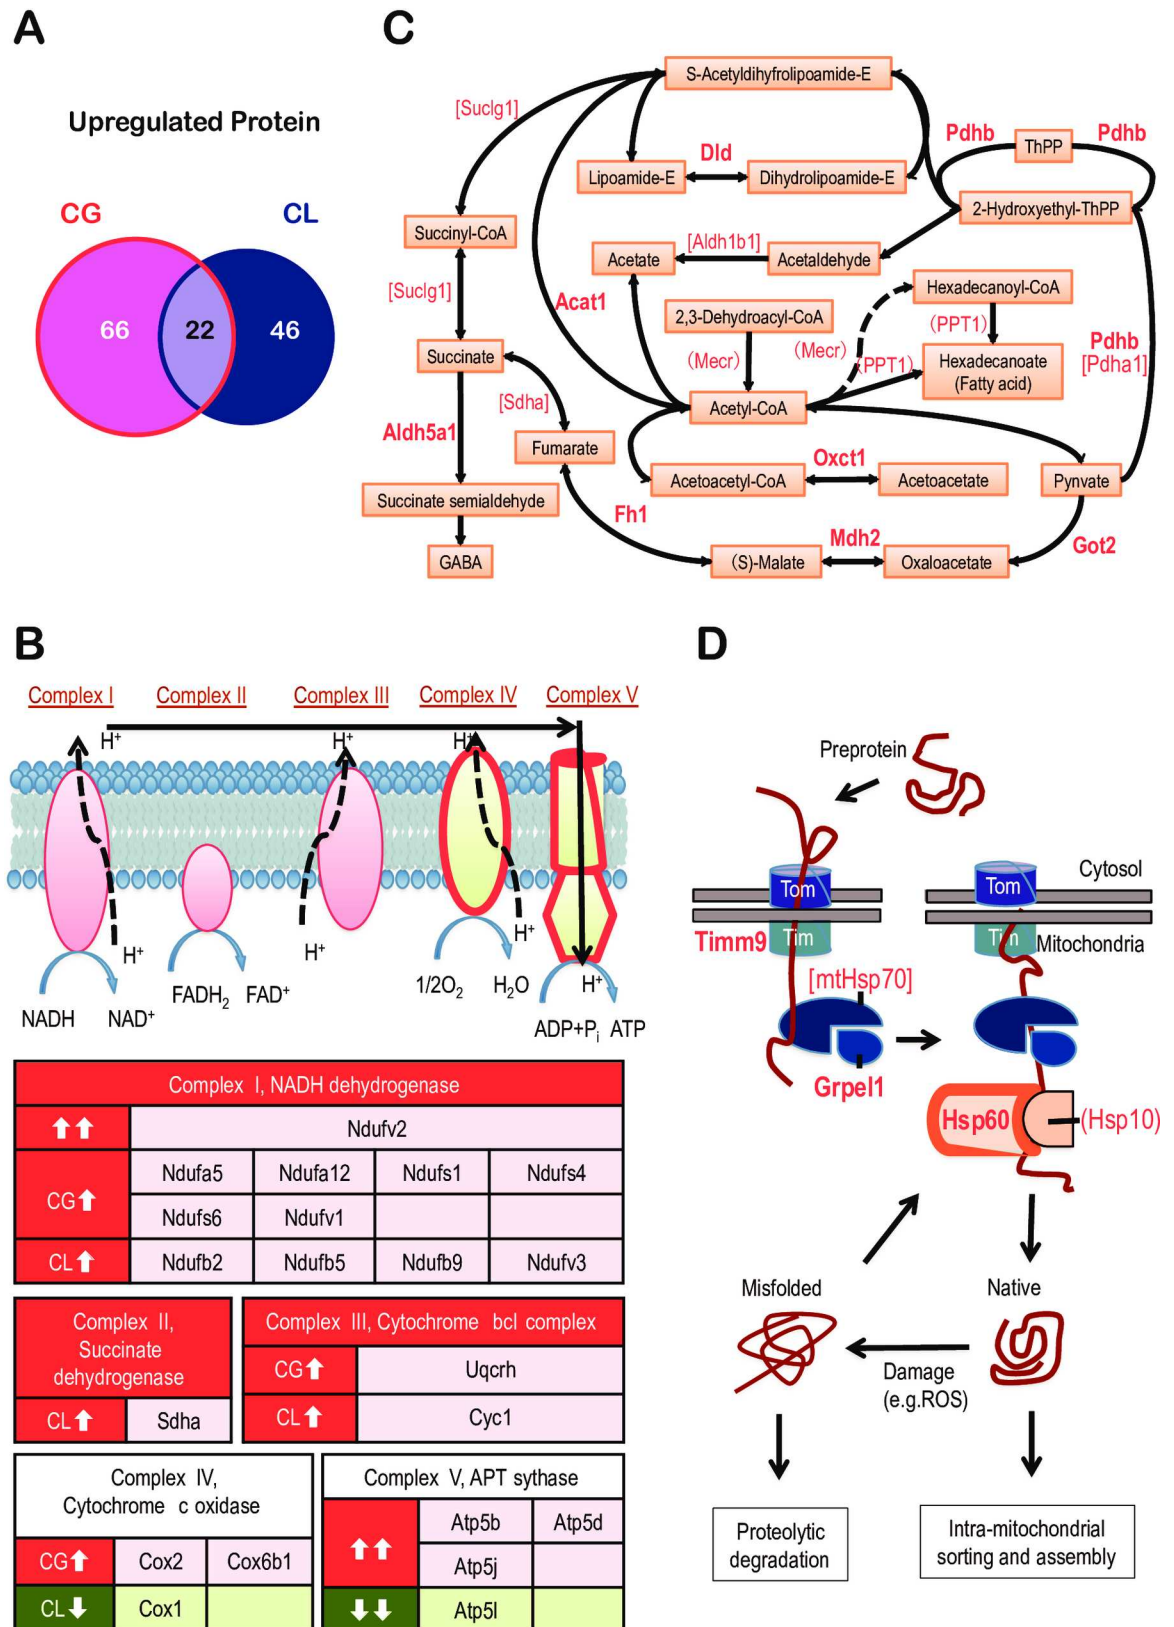 A
Upregulated Protein
CG
CL
66
22
46
C
S-Acetyldihyfrolipoamide-E
[Suclg1]
Pdhb
ThPP
Pdhb
Dld
Lipoamide-E
Dihydrolipoamide-E
2-Hydroxyethyl-ThPP
Succinyl-CoA
[Aldh1b1]
Acetate
Acetaldehyde
[Suclg1]
Acat1
Hexadecanoyl-CoA
2,3-Dehydroacyl-CoA
(PPT1)
(Mecr)
(Mecr)
Pdhb
[Pdha1]
Succinate
(PPT1)
Hexadecanoate
(Fatty acid)
[Sdha]
Acetyl-CoA
Aldh5a1
Fumarate
Oxct1
Acetoacetyl-CoA
Acetoacetate
Pynvate
Succinate semialdehyde
Fh1
Mdh2
Got2
GABA
(S)-Malate
Oxaloacetate
B
Complex I
Complex II
Complex III
Complex IV
Complex V
H+
H+
H+
H+
H+
H+
H+
NADH
NAD+
FADH2
FAD+
1/2O2
H2O
ADP+Pi
ATP
Complex I, NADH dehydrogenase
⬆⬆ Ndufv2
CG⬆ Ndufa5 Ndufa12 Ndufs1 Ndufs4
Ndufs6 Ndufv1
CL⬆ Ndufb2 Ndufb5 Ndufb9 Ndufv3
Complex II,
Succinate
dehydrogenase
CL⬆ Sdha
Complex III, Cytochrome bcl complex
CG⬆ Uqcrh
CL⬆ Cyc1
Complex IV,
Cytochrome c oxidase
CG⬆ Cox2 Cox6b1
CL⬇ Cox1
Complex V, APT sythase
⬆⬆ Atp5b Atp5d
Atp5j
⬇⬇ Atp5l
D
Preprotein
Tom
Tom
Cytosol
Timm9
Tim
Tim
Mitochondria
[mtHsp70]
Grpel1
Hsp60
(Hsp10)
Misfolded
Native
Damage
(e.g.ROS)
Proteolytic
degradation
Intra-mitochondrial
sorting and assembly